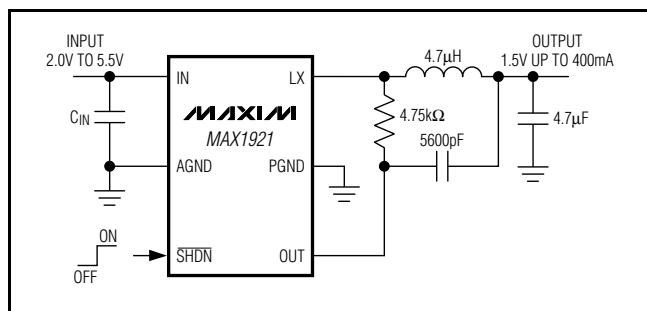 INPUT
2.0V TO 5.5V
CIN
IN
LX
4.7μH
OUTPUT
1.5V UP TO 400mA
MAXIM
MAX1921
4.75kΩ
5600pF
4.7μF
AGND
PGND
ON
OFF
SHDN
OUT